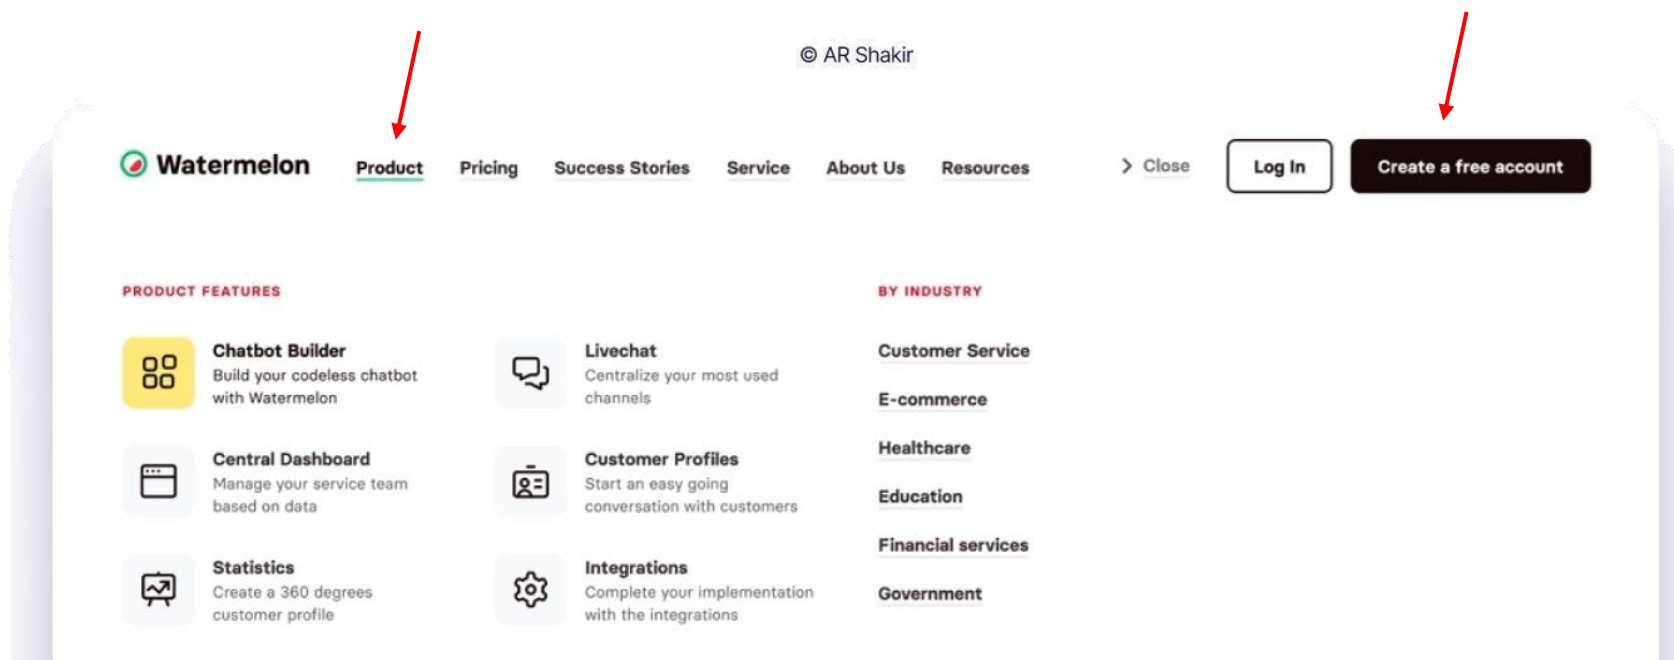 © AR Shakir
Watermelon Product Pricing Success Stories Service About Us Resources Close Log In Create a free account
PRODUCT FEATURES
Chatbot Builder
Build your codeless chatbot
with Watermelon
Livechat
Centralize your most used
channels
Central Dashboard
Manage your service team
based on data
Customer Profiles
Start an easy going
conversation with customers
Statistics
Create a 360 degrees
customer profile
Integrations
Complete your implementation
with the integrations
BY INDUSTRY
Customer Service
E-commerce
Healthcare
Education
Financial services
Government